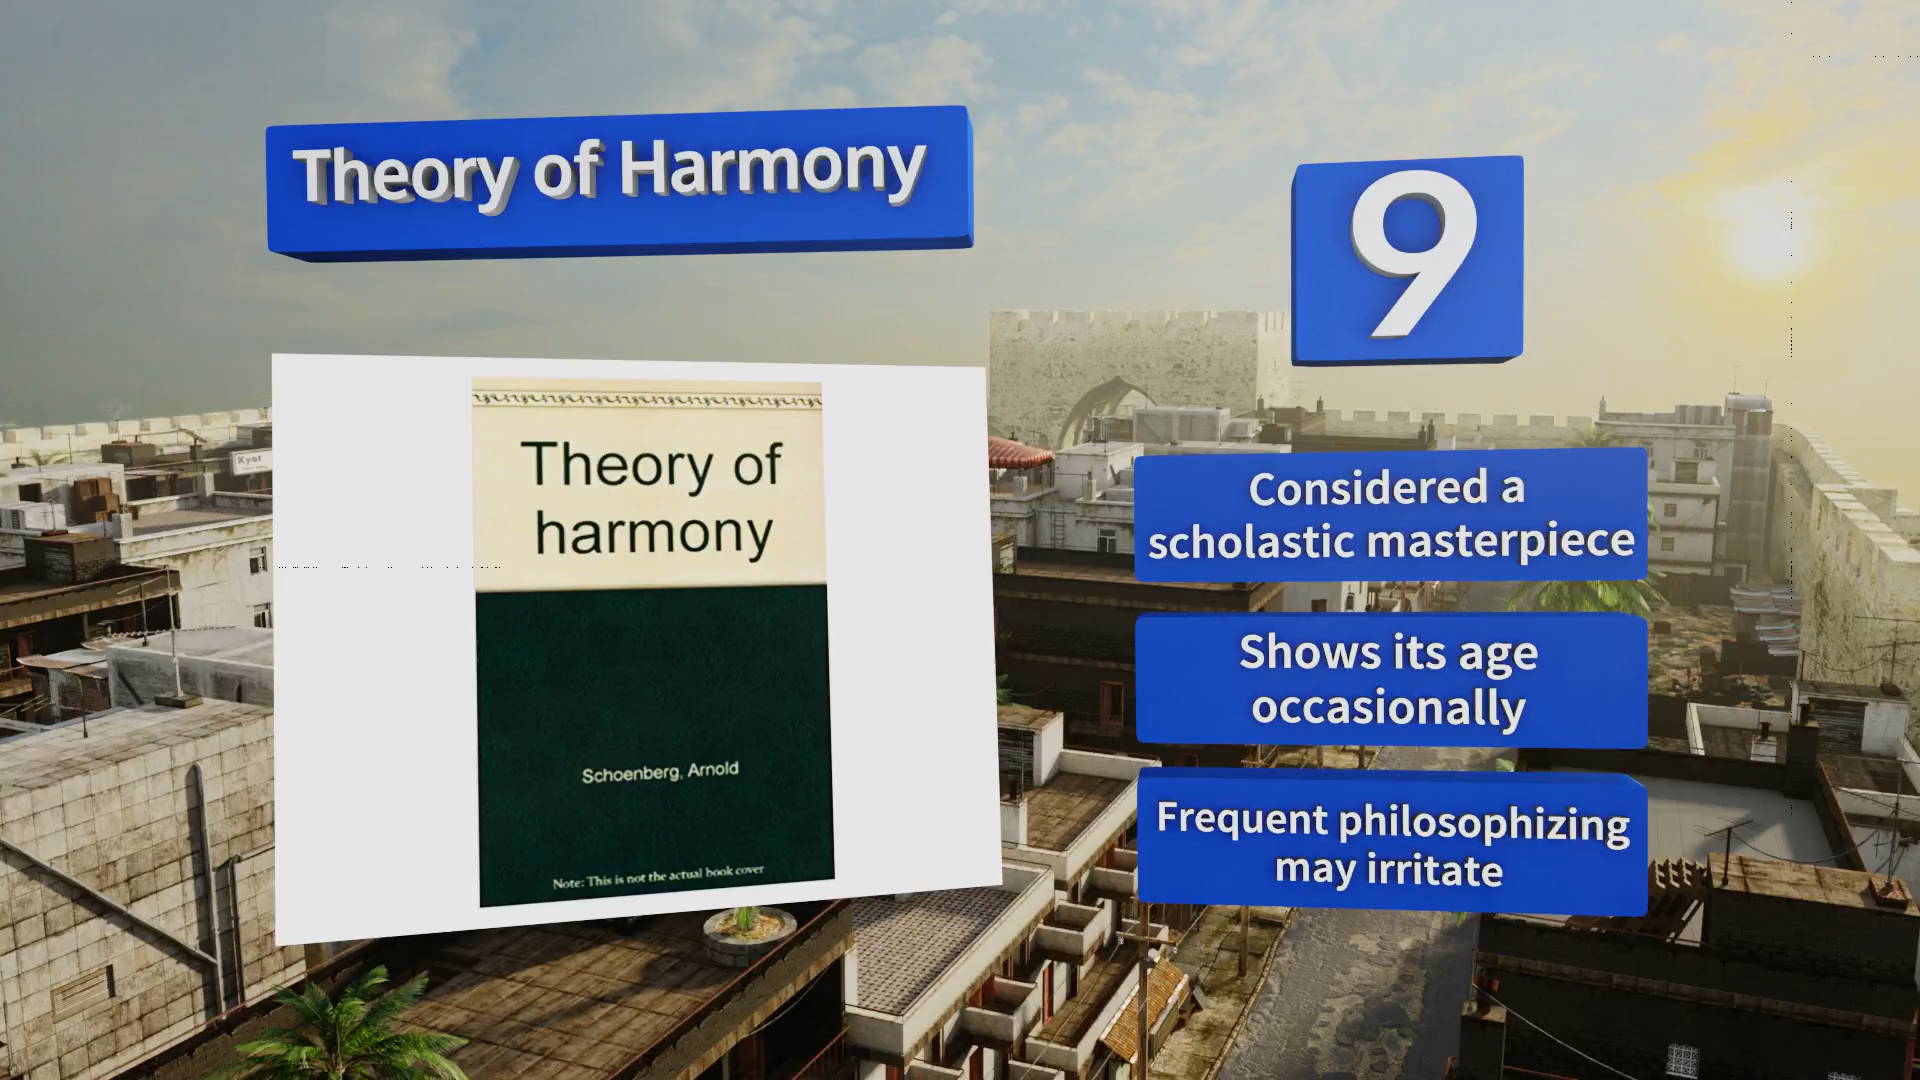 Theory of Harmony
9
Theory of
harmony
Schoenberg, Arnold
Note: This is not the actual book cover
Considered a
scholastic masterpiece
Shows its age
occasionally
Frequent philosophizing
may irritate